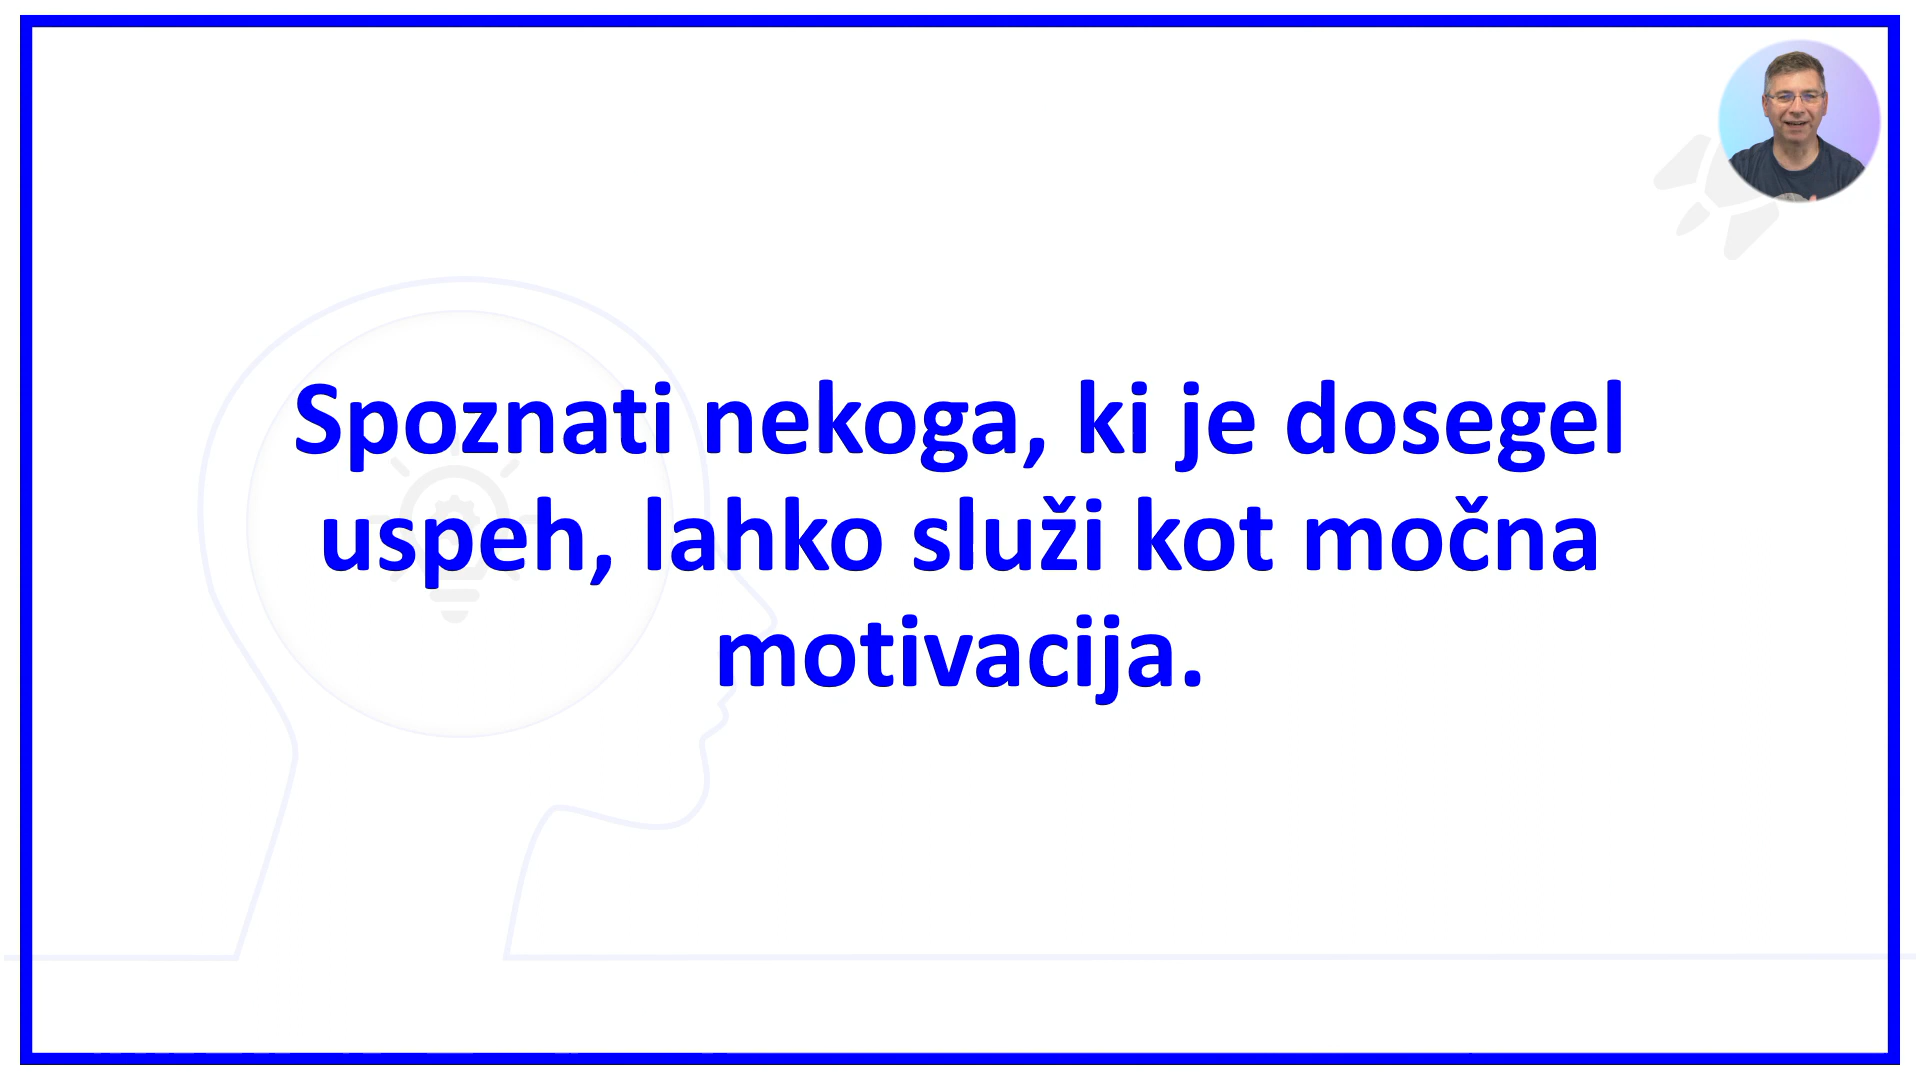 Spoznati nekoga, ki je dosegel
uspeh, lahko služi kot močna
motivacija.